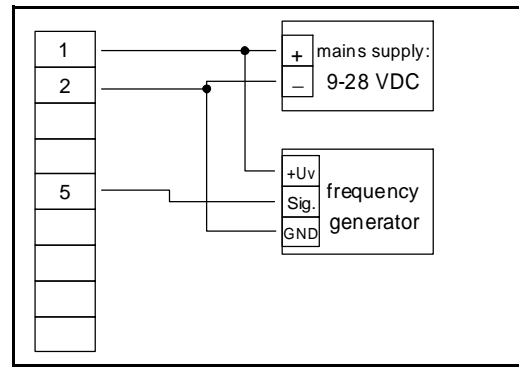 1
2
5
+ mains supply:
– 9-28 VDC
+Uv
Sig.
GND
frequency
generator